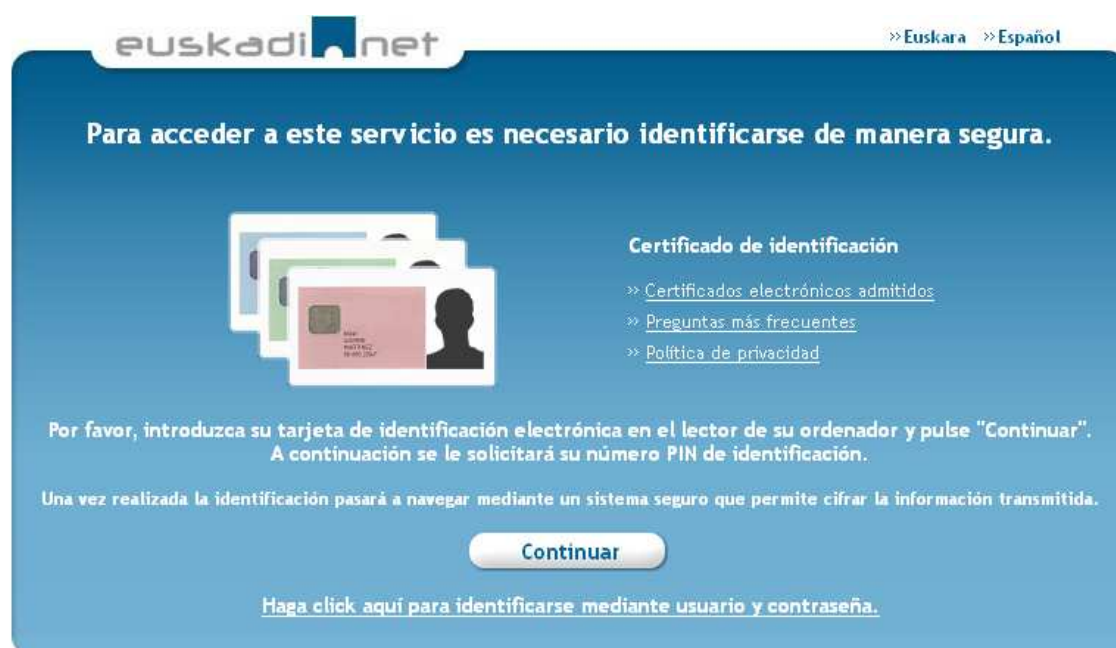 euskadi.net
»Euskara »Español
Para acceder a este servicio es necesario identificarse de manera segura.
Certificado de identificación
» Certificados electrónicos admitidos
» Preguntas más frecuentes
» Política de privacidad
Por favor, introduzca su tarjeta de identificación electrónica en el lector de su ordenador y pulse "Continuar".
A continuación se le solicitará su número PIN de identificación.
Una vez realizada la identificación pasará a navegar mediante un sistema seguro que permite cifrar la información transmitida.
Continuar
Haga click aquí para identificarse mediante usuario y contraseña.